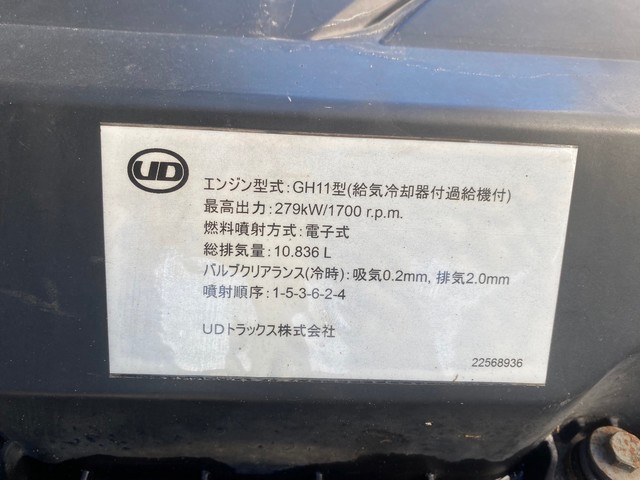 UD
エンジン型式:GH11型(給気冷却器付過給機付)
最高出力:279kW/1700 r.p.m.
燃料噴射方式:電子式
総排気量:10.836 L
バルブクリアランス(冷時):吸気0.2mm, 排気2.0mm
噴射順序:1-5-3-6-2-4
UDトラックス株式会社
22568936